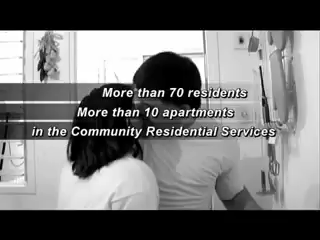 More than 70 residents
More than 10 apartments
in the Community Residential Services